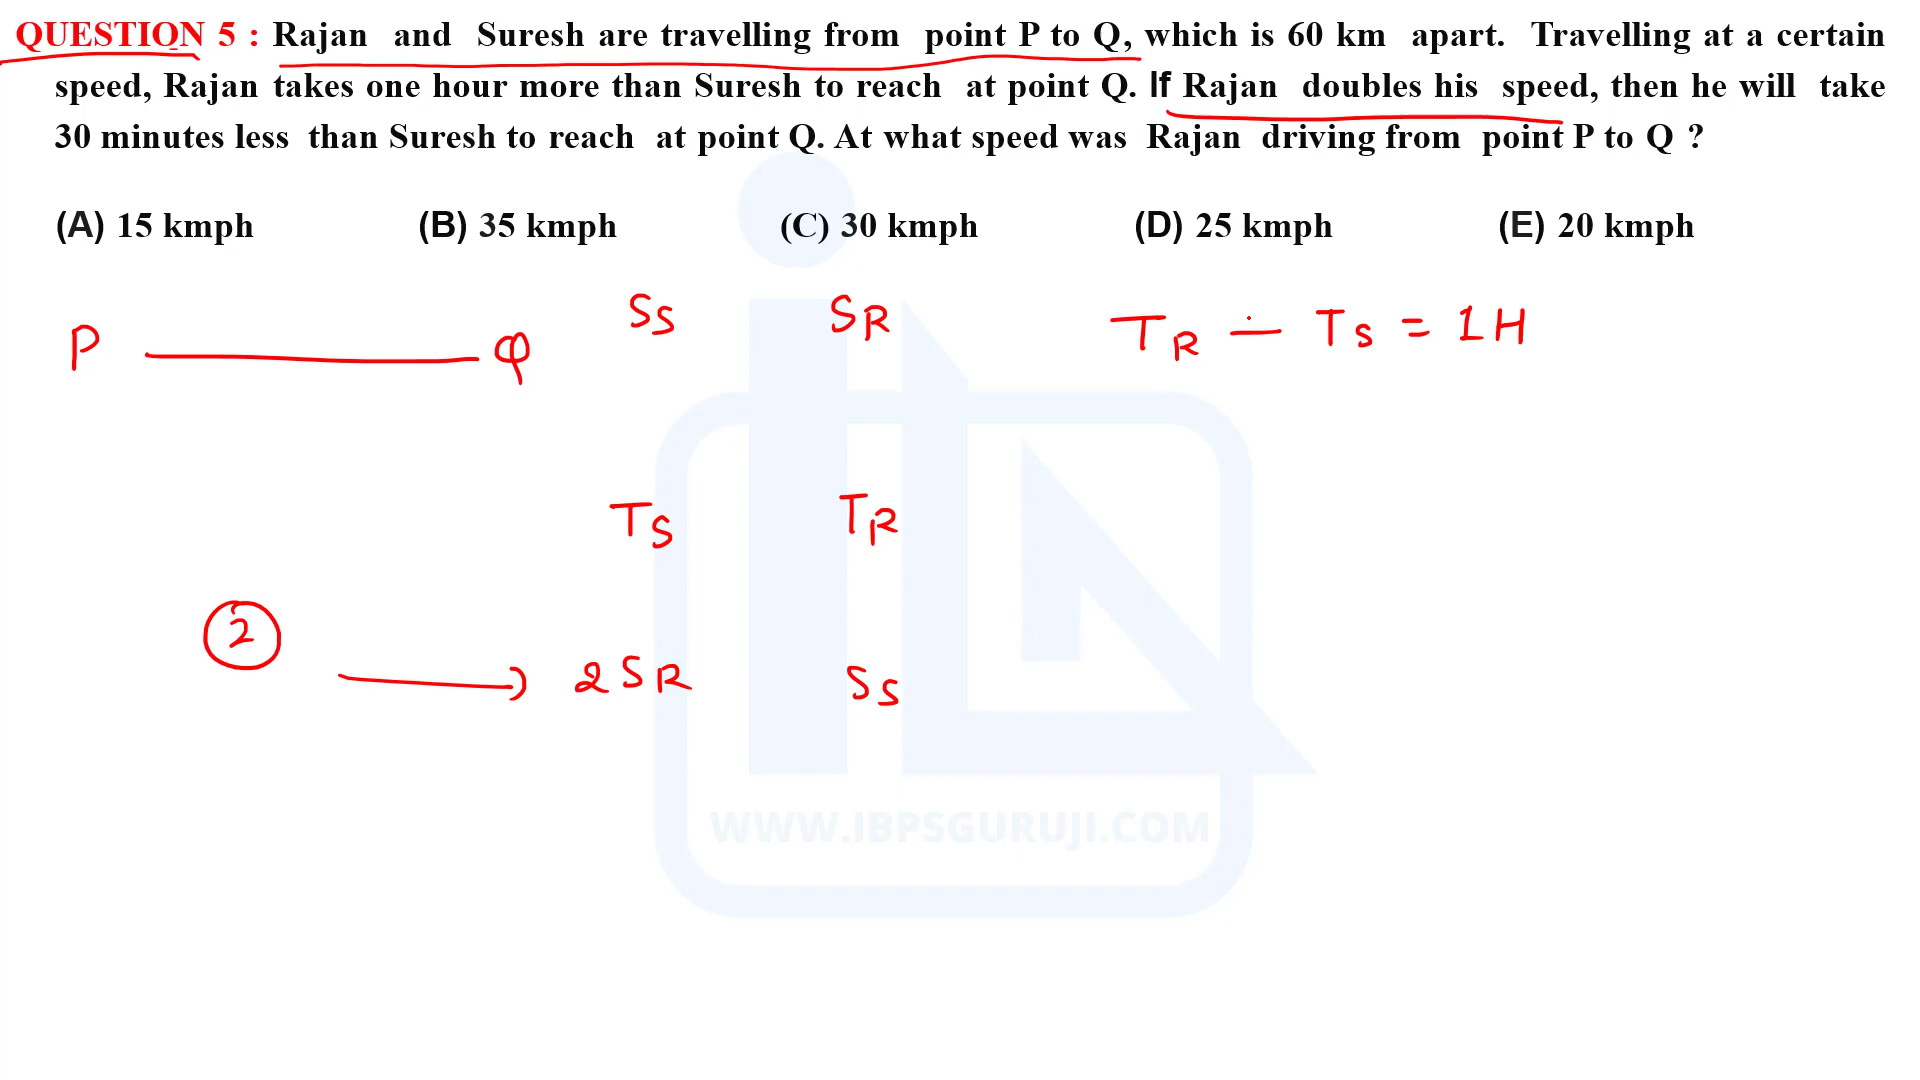 QUESTION 5 : Rajan and Suresh are travelling from point P to Q, which is 60 km apart. Travelling at a certain
speed, Rajan takes one hour more than Suresh to reach at point Q. If Rajan doubles his speed, then he will take
30 minutes less than Suresh to reach at point Q. At what speed was Rajan driving from point P to Q ?
(A) 15 kmph (B) 35 kmph (C) 30 kmph (D) 25 kmph (E) 20 kmph
P Q SS SR TR - TS = 1H
TS TR
2
2SR SS
WWW.IBPSGURUJI.COM